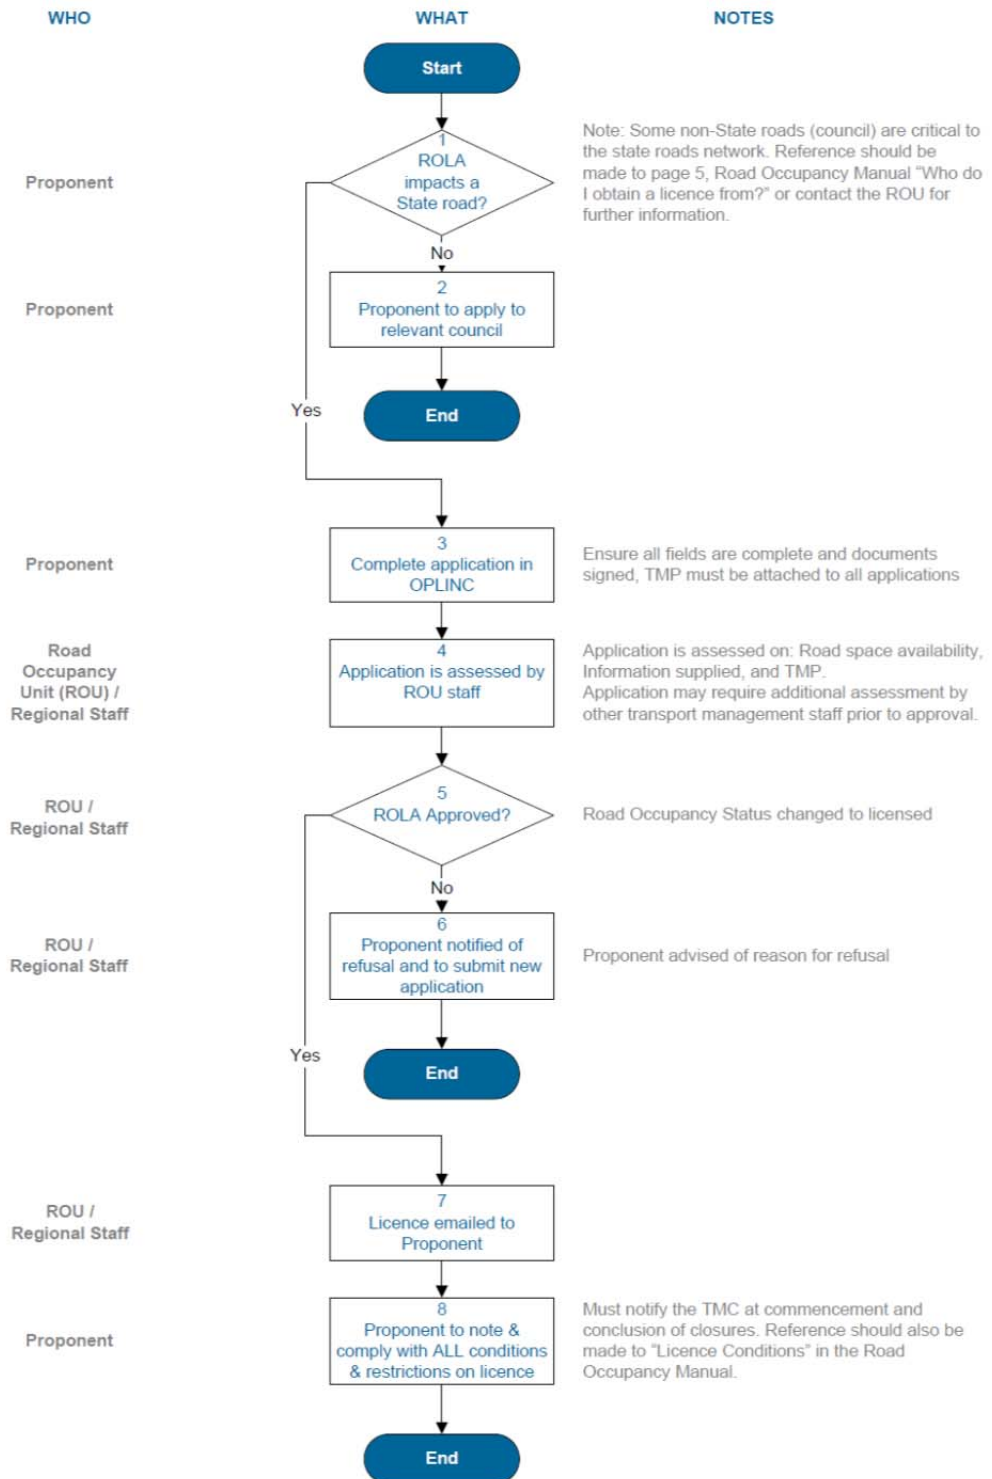 WHO
WHAT
NOTES
Start
Proponent
1
ROLA
impacts a
State road?
Note: Some non-State roads (council) are critical to
the state roads network. Reference should be
made to page 5, Road Occupancy Manual “Who do
I obtain a licence from?” or contact the ROU for
further information.
No
Proponent
2
Proponent to apply to
relevant council
End
Yes
Proponent
3
Complete application in
OPLINC
Ensure all fields are complete and documents
signed, TMP must be attached to all applications
Road
Occupancy
Unit (ROU) /
Regional Staff
4
Application is assessed by
ROU staff
Application is assessed on: Road space availability,
Information supplied, and TMP.
Application may require additional assessment by
other transport management staff prior to approval.
ROU /
Regional Staff
5
ROLA Approved?
Road Occupancy Status changed to licensed
No
ROU /
Regional Staff
6
Proponent notified of
refusal and to submit new
application
Proponent advised of reason for refusal
Yes
End
ROU /
Regional Staff
7
Licence emailed to
Proponent
Proponent
8
Proponent to note &
comply with ALL conditions
& restrictions on licence
Must notify the TMC at commencement and
conclusion of closures. Reference should also be
made to “Licence Conditions” in the Road
Occupancy Manual.
End